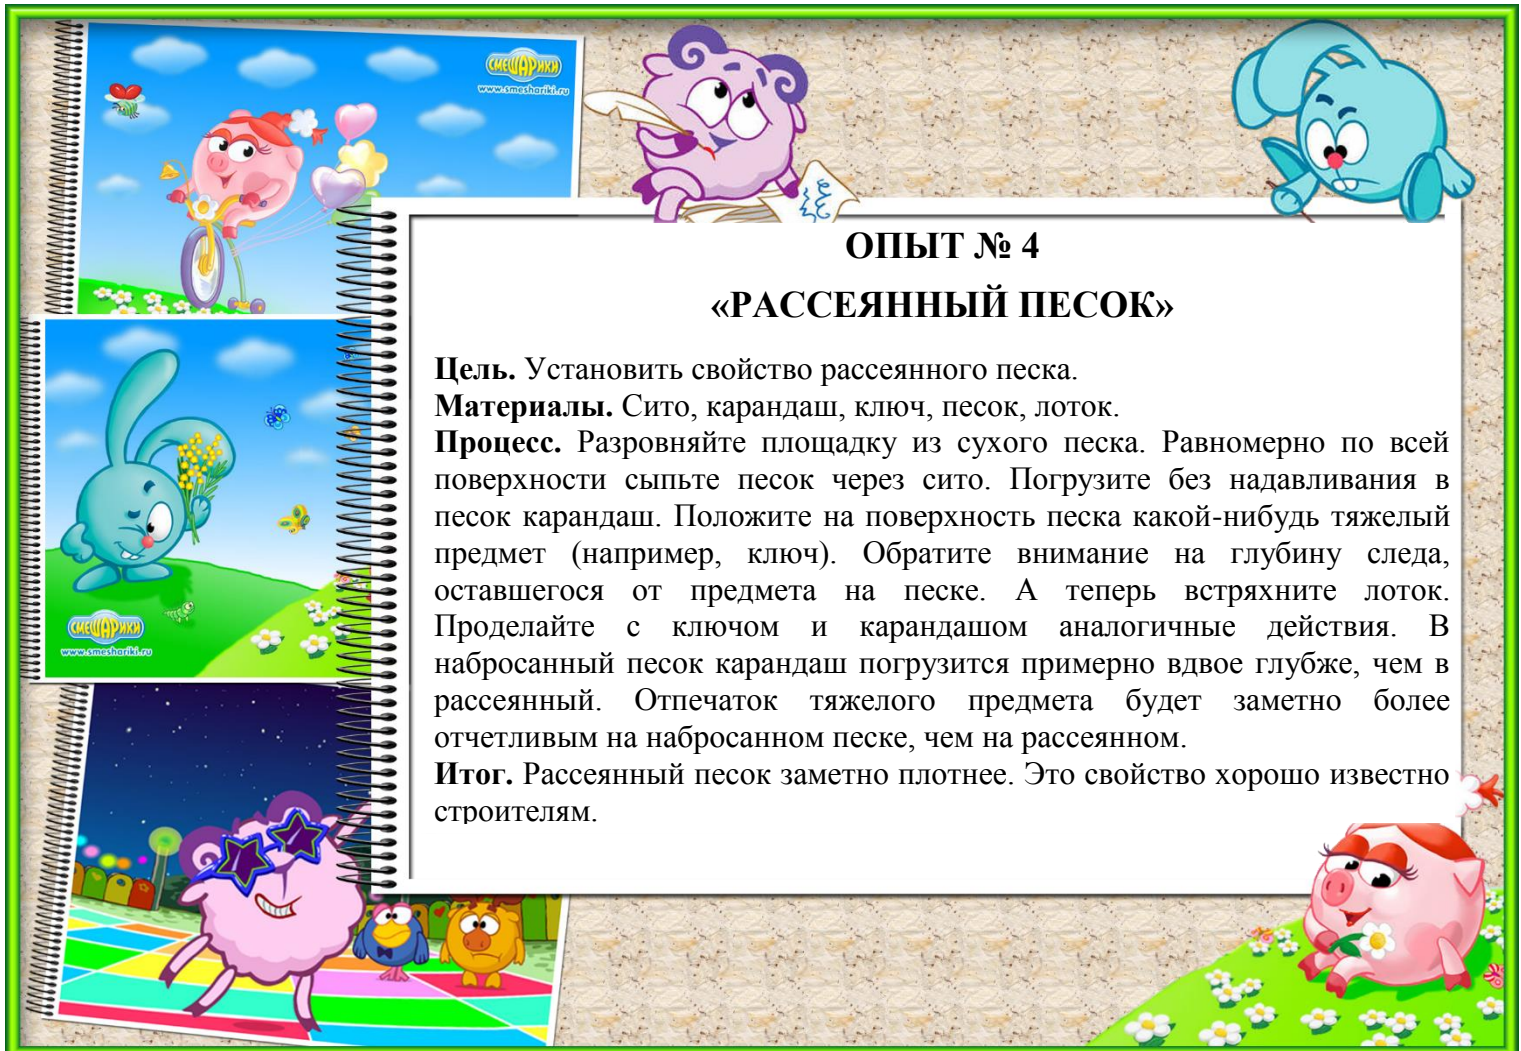 СМЕШАРИКИ
www.smeshariki.ru
ОПЫТ № 4
«РАССЕЯННЫЙ ПЕСОК»
Цель. Установить свойство рассеянного песка.
Материалы. Сито, карандаш, ключ, песок, лоток.
Процесс. Разровняйте площадку из сухого песка. Равномерно по всей
поверхности сыпьте песок через сито. Погрузите без надавливания в
песок карандаш. Положите на поверхность песка какой-нибудь тяжелый
предмет (например, ключ). Обратите внимание на глубину следа,
оставшегося от предмета на песке. А теперь встряхните лоток.
Проделайте с ключом и карандашом аналогичные действия. В
набросанный песок карандаш погрузится примерно вдвое глубже, чем в
рассеянный. Отпечаток тяжелого предмета будет заметно более
отчетливым на набросанном песке, чем на рассеянном.
Итог. Рассеянный песок заметно плотнее. Это свойство хорошо известно
строителям.
СМЕШАРИКИ
www.smeshariki.ru